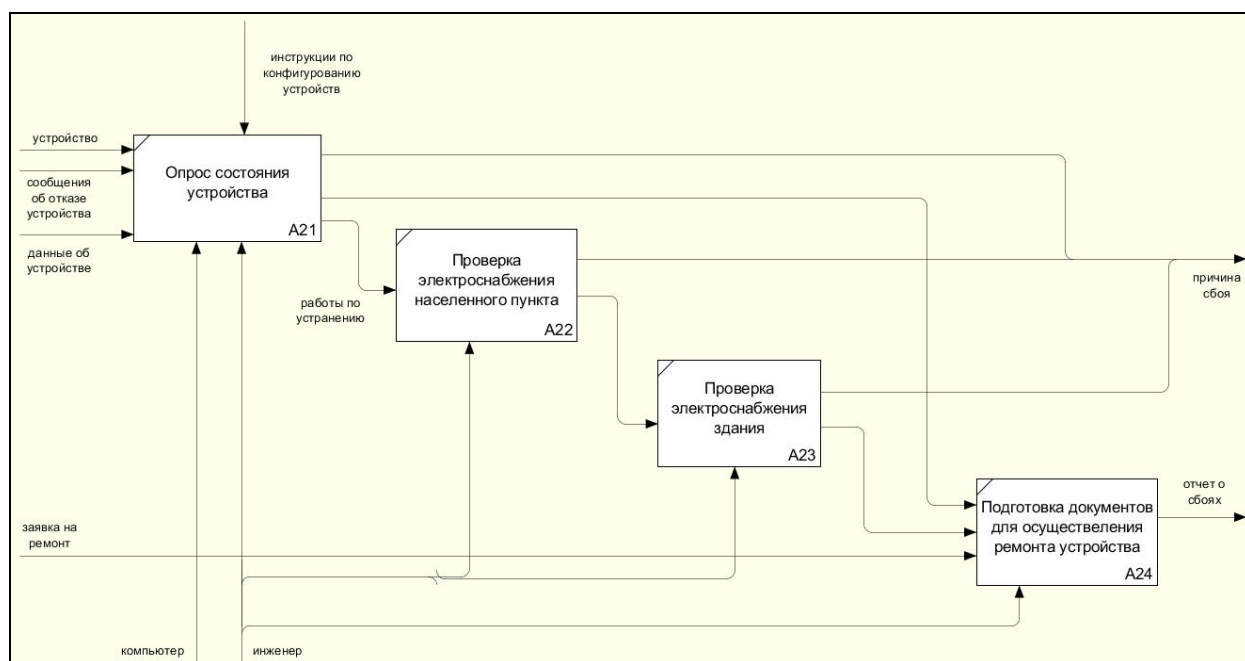 инструкции по
конфигурованию
устройств
устройство
сообщения
об отказе
устройства
данные об
устройстве
Опрос состояния
устройства
A21
работы по
устранению
Проверка
электроснабжения
населенного пункта
A22
причина
сбоя
Проверка
электроснабжения
здания
A23
Подготовка документов
для осуществеления
ремонта устройства
A24
отчет о
сбоях
заявка на
ремонт
компьютер
инженер